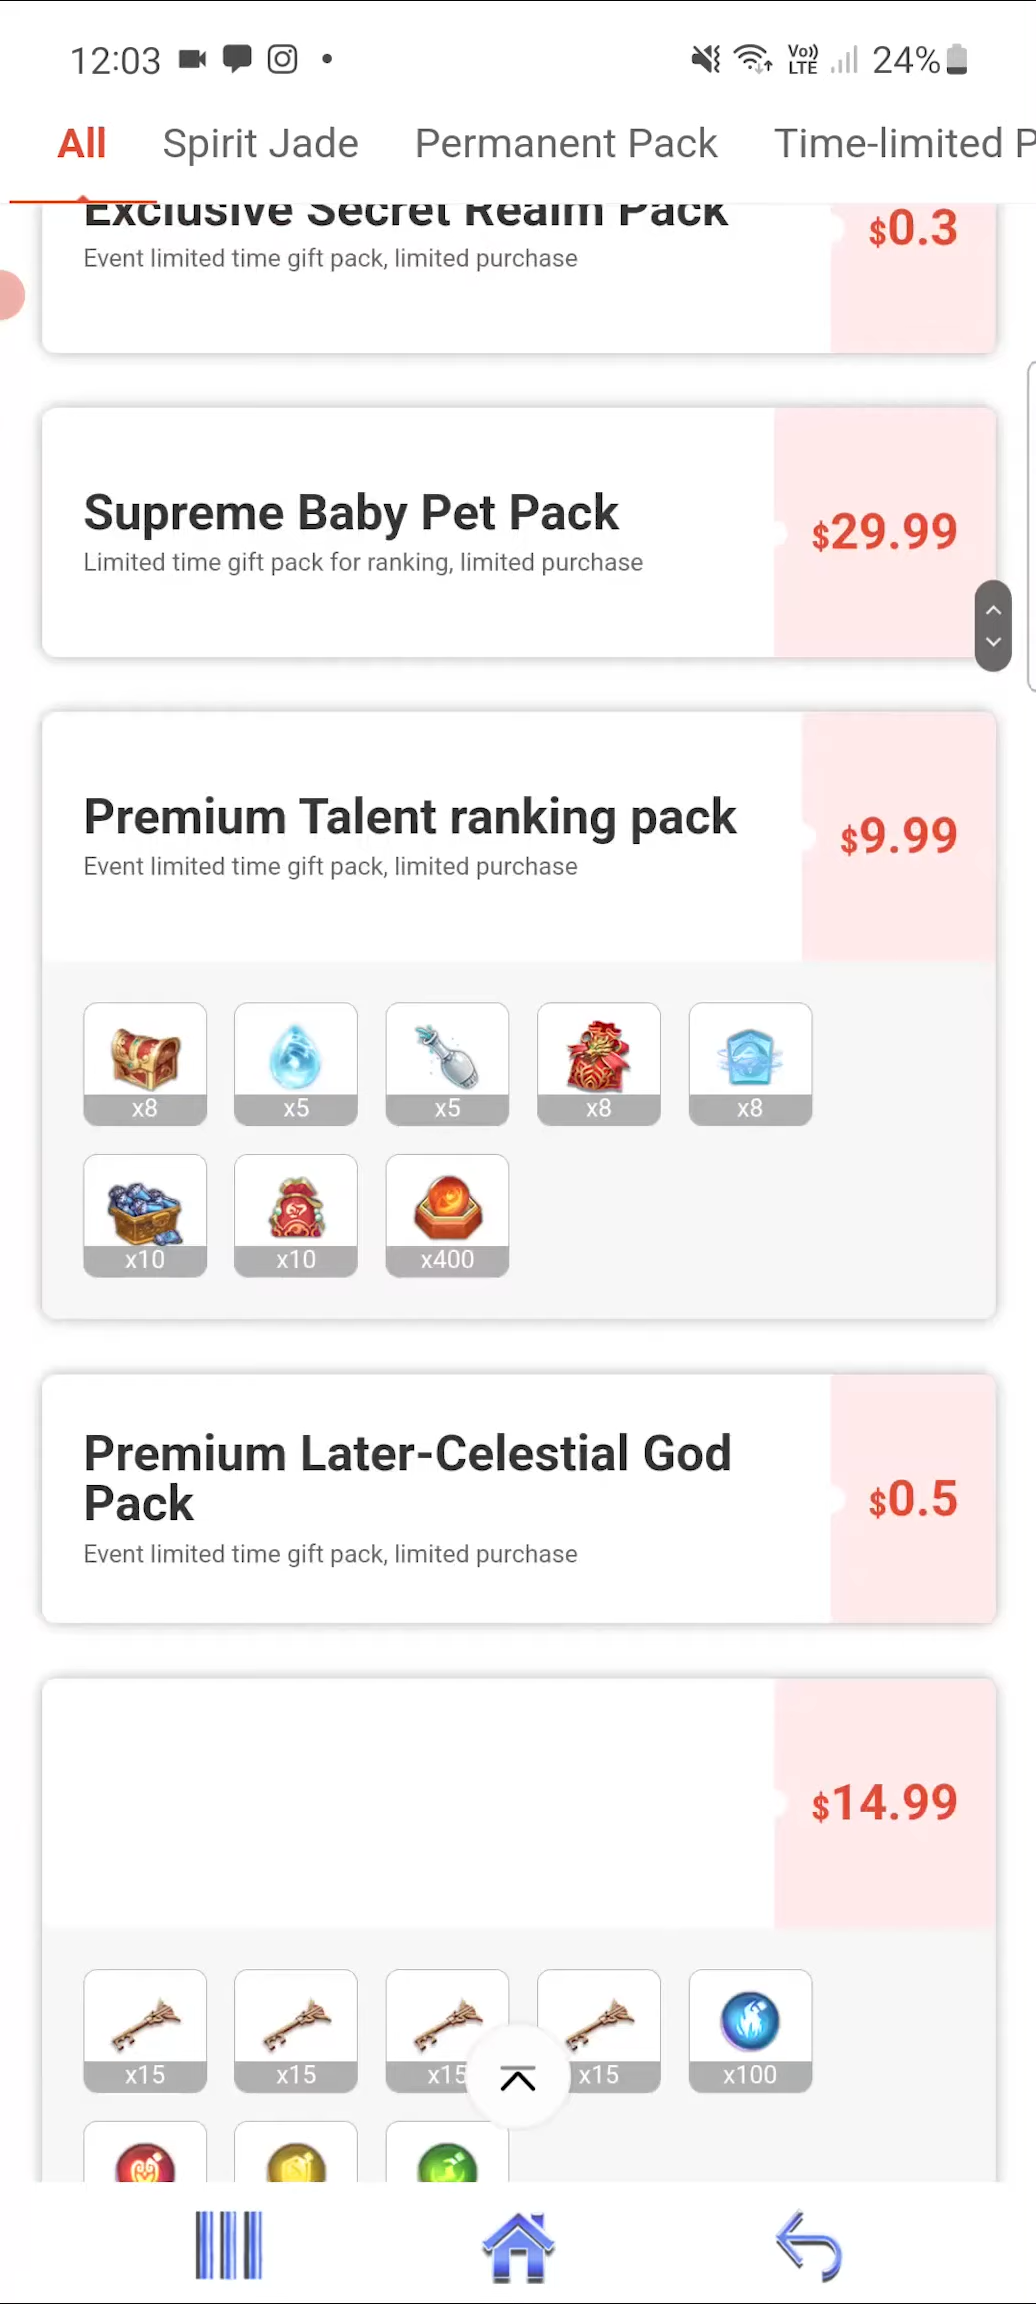 12:03
Vo))
LTE
24%
All Spirit Jade Permanent Pack Time-limited P
Exclusive Secret Realm Pack
Event limited time gift pack, limited purchase
$0.3
Supreme Baby Pet Pack
Limited time gift pack for ranking, limited purchase
$29.99
Premium Talent ranking pack
Event limited time gift pack, limited purchase
$9.99
x8 x5 x5 x8 x8
x10 x10 x400
Premium Later-Celestial God
Pack
Event limited time gift pack, limited purchase
$0.5
$14.99
x15 x15 x15 x15 x100